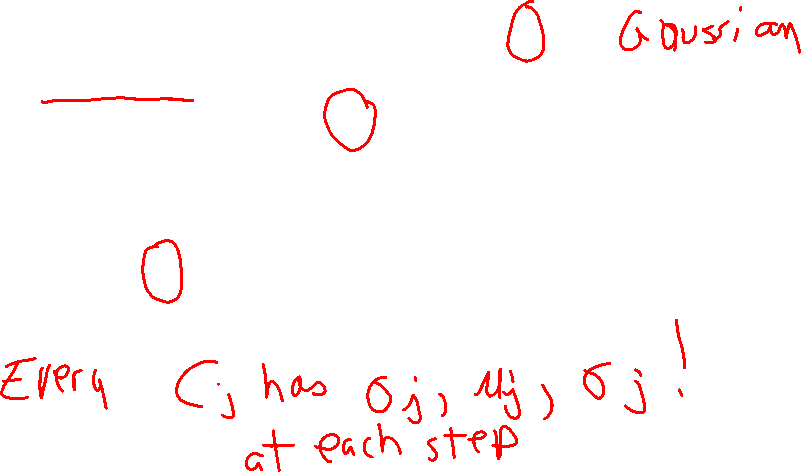 Gaussian
Every Cj has σj, μj, σj!
at each step